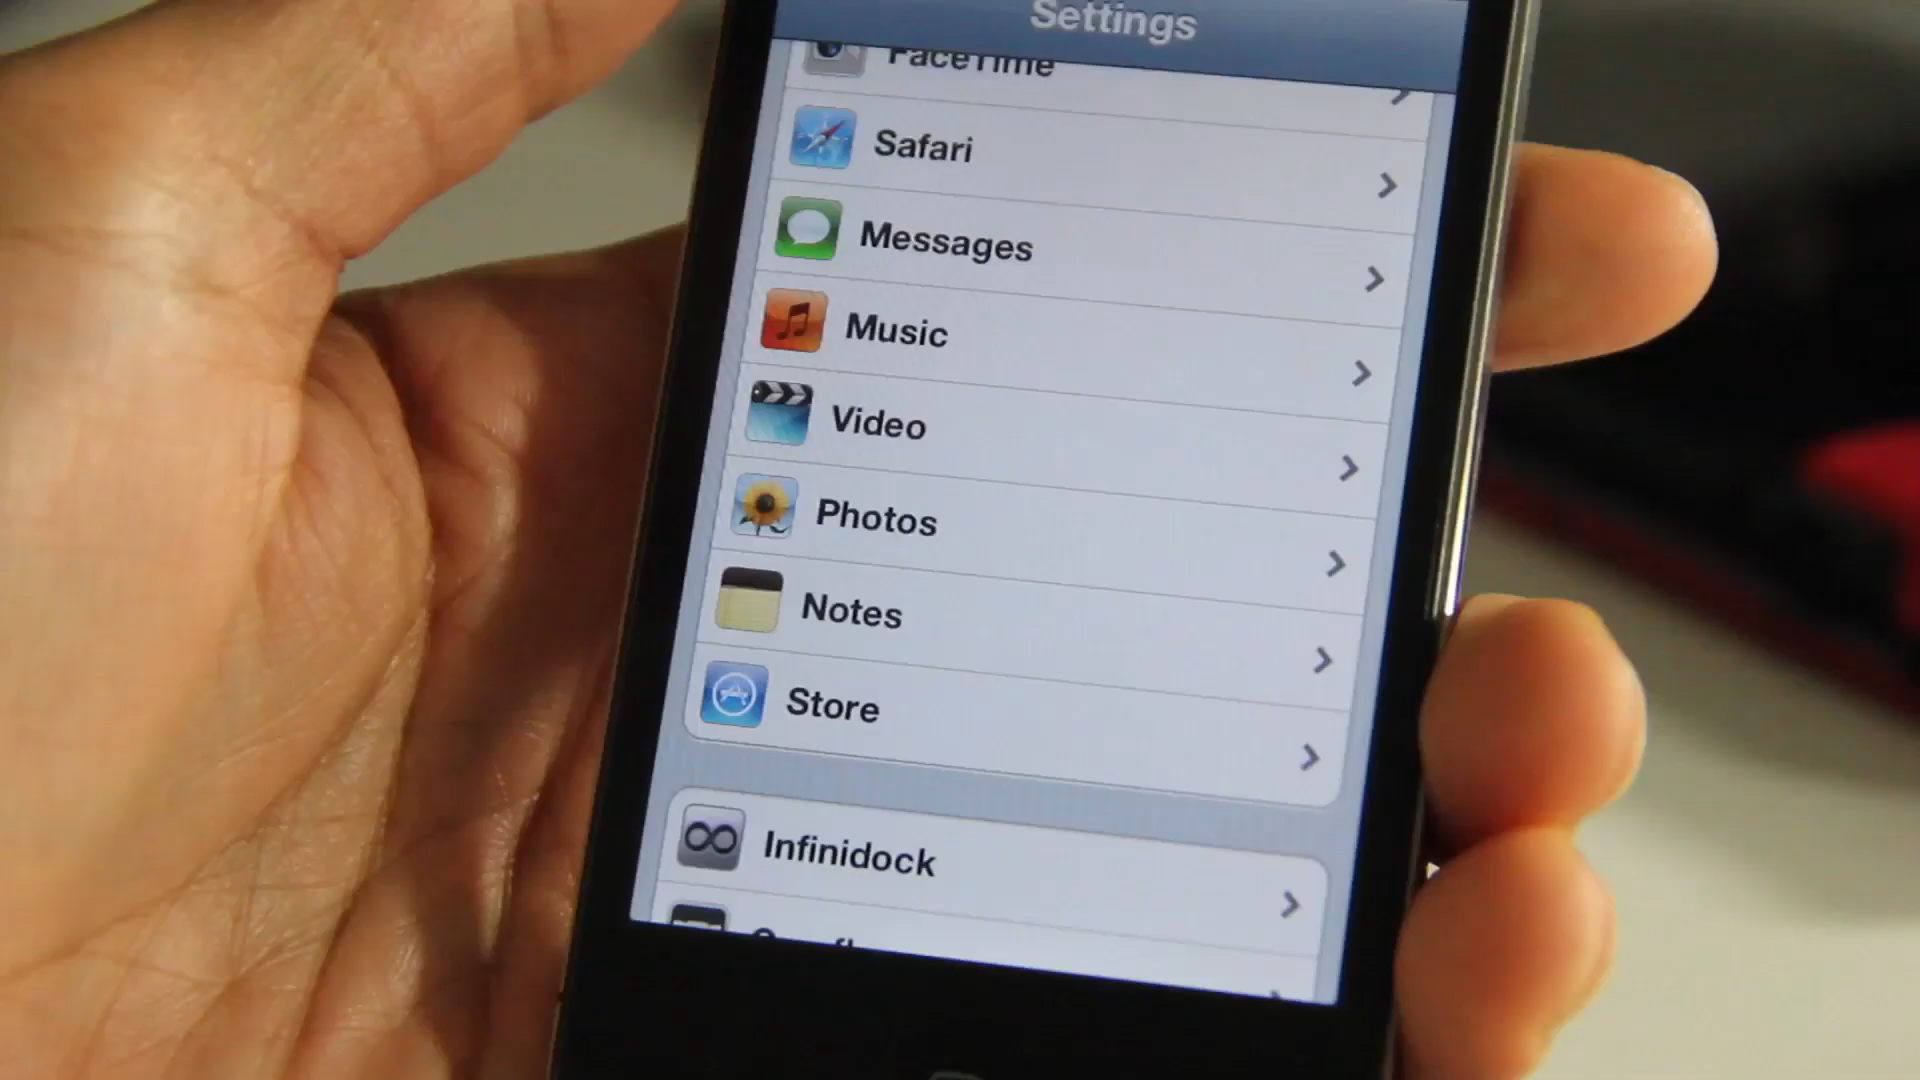 Settings
FaceTime
Safari
Messages
Music
Video
Photos
Notes
Store
Infinidock